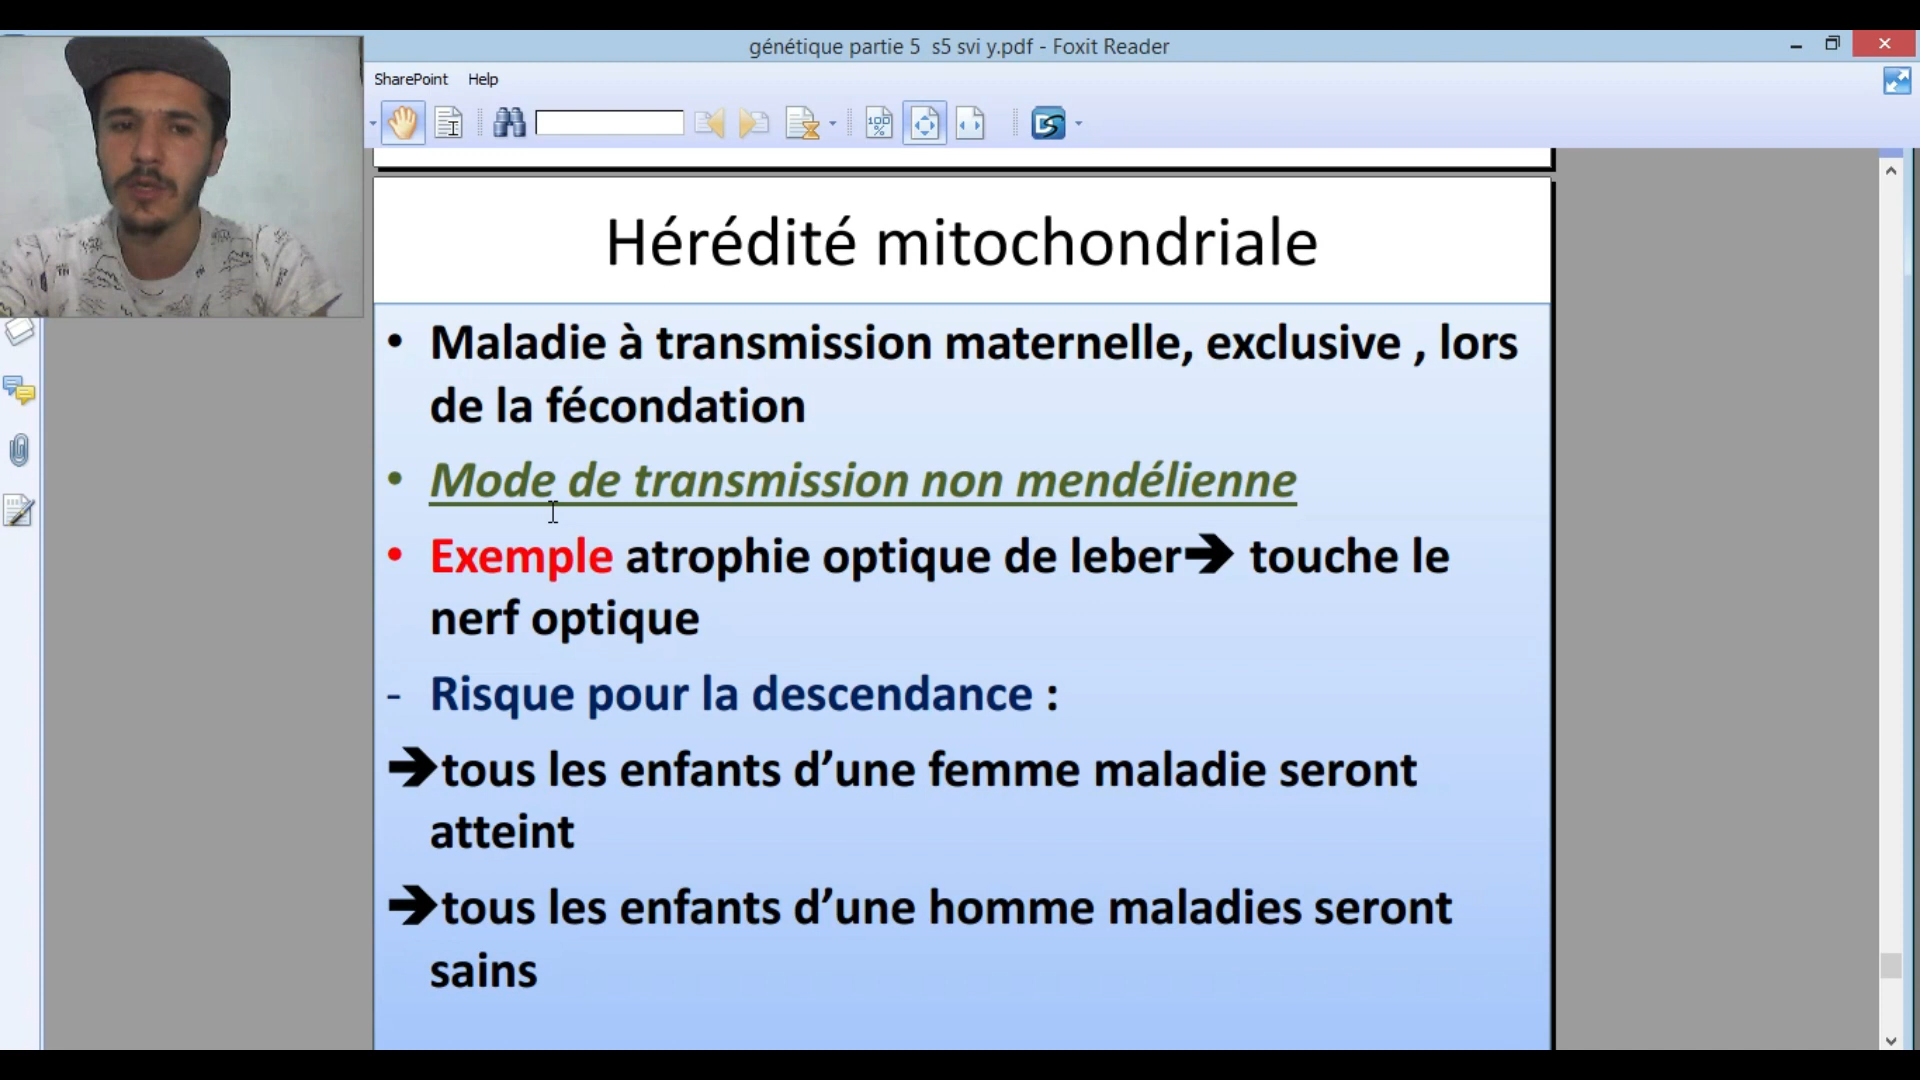 génétique partie 5 s5 svi y.pdf - Foxit Reader
SharePoint Help
Hérédité mitochondriale
• Maladie à transmission maternelle, exclusive , lors
de la fécondation
• Mode de transmission non mendélienne
• Exemple atrophie optique de leber➔ touche le
nerf optique
- Risque pour la descendance :
➔tous les enfants d’une femme maladie seront
atteint
➔tous les enfants d’une homme maladies seront
sains